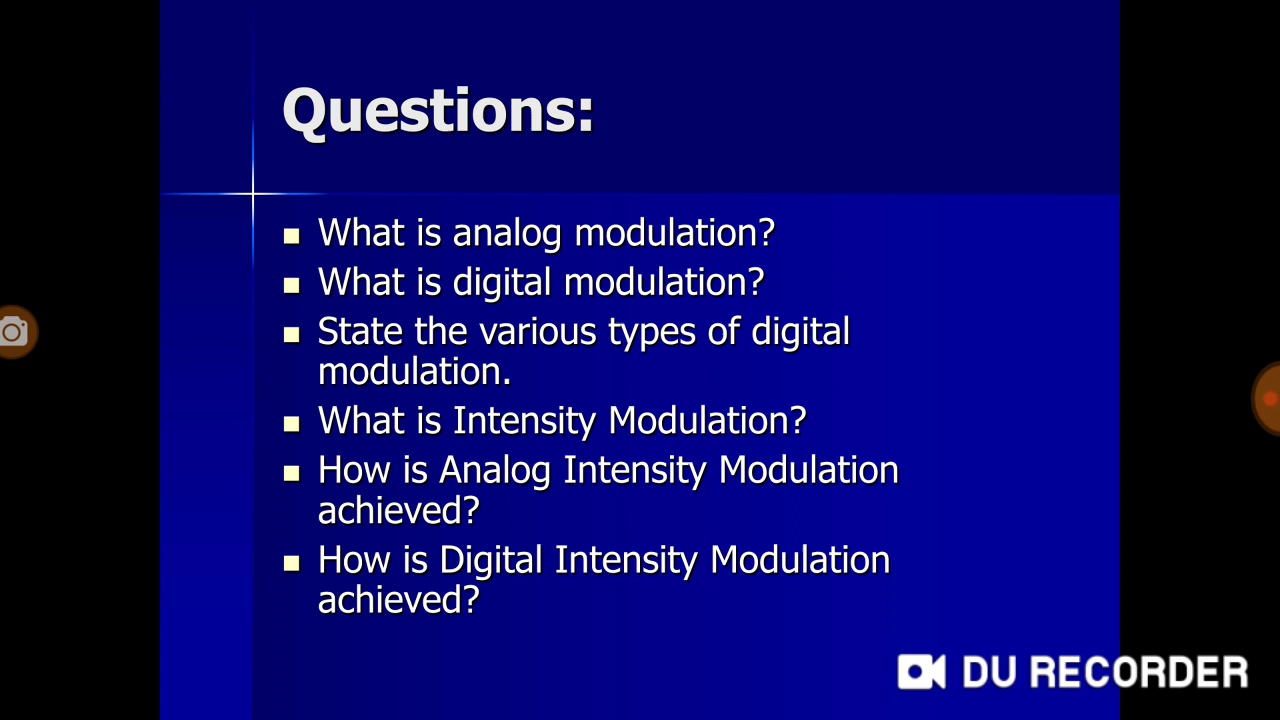 Questions:
What is analog modulation?
What is digital modulation?
State the various types of digital
modulation.
What is Intensity Modulation?
How is Analog Intensity Modulation
achieved?
How is Digital Intensity Modulation
achieved?
DU RECORDER